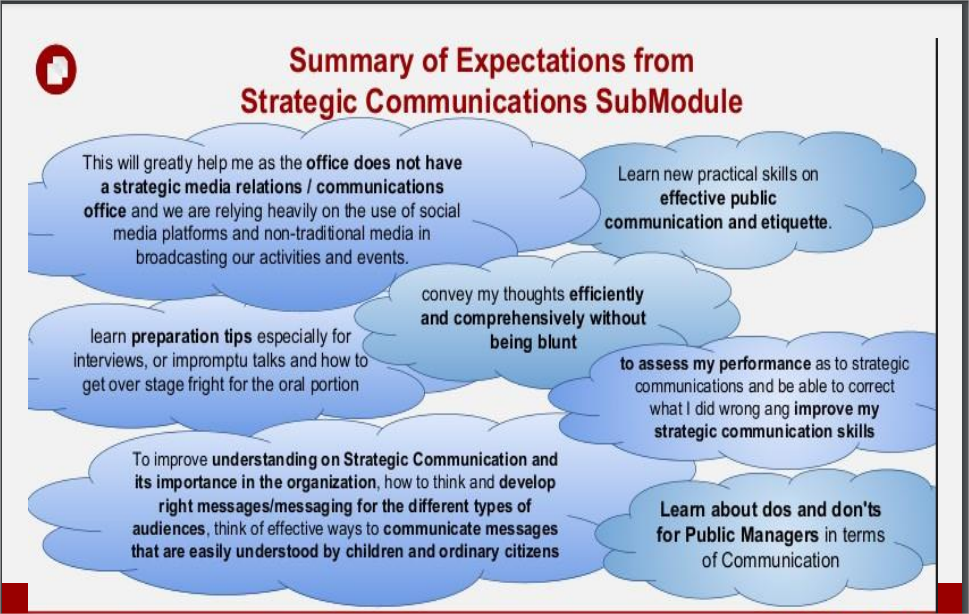 Summary of Expectations from
Strategic Communications SubModule
This will greatly help me as the office does not have
a strategic media relations / communications
office and we are relying heavily on the use of social
media platforms and non-traditional media in
broadcasting our activities and events.
Learn new practical skills on
effective public
communication and etiquette.
convey my thoughts efficiently
and comprehensively without
being blunt
learn preparation tips especially for
interviews, or impromptu talks and how to
get over stage fright for the oral portion
to assess my performance as to strategic
communications and be able to correct
what I did wrong ang improve my
strategic communication skills
To improve understanding on Strategic Communication and
its importance in the organization, how to think and develop
right messages/messaging for the different types of
audiences, think of effective ways to communicate messages
that are easily understood by children and ordinary citizens
Learn about dos and don'ts
for Public Managers in terms
of Communication